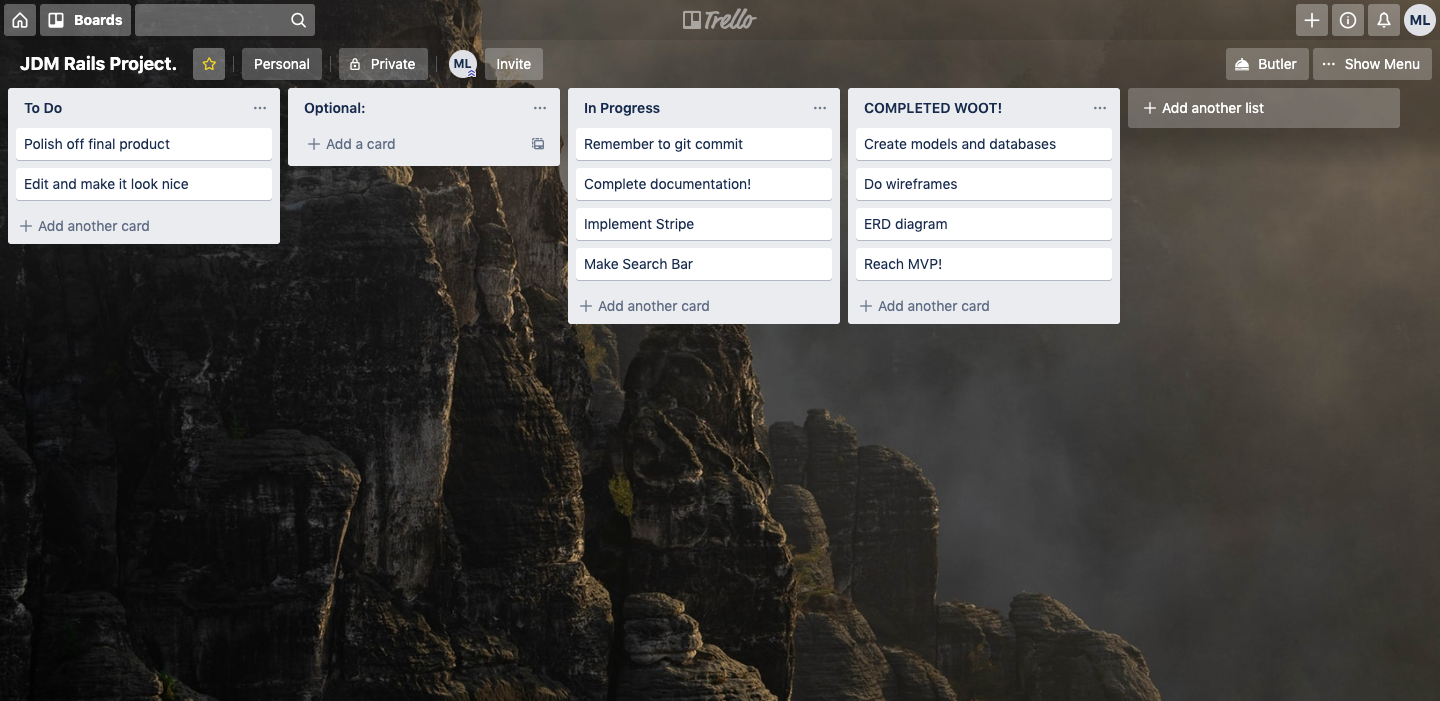 Boards
Trello
ML
JDM Rails Project.
Personal
Private
ML
Invite
Butler
Show Menu
To Do
Polish off final product
Edit and make it look nice
Add another card
Optional:
Add a card
In Progress
Remember to git commit
Complete documentation!
Implement Stripe
Make Search Bar
Add another card
COMPLETED WOOT!
Create models and databases
Do wireframes
ERD diagram
Reach MVP!
Add another card
Add another list